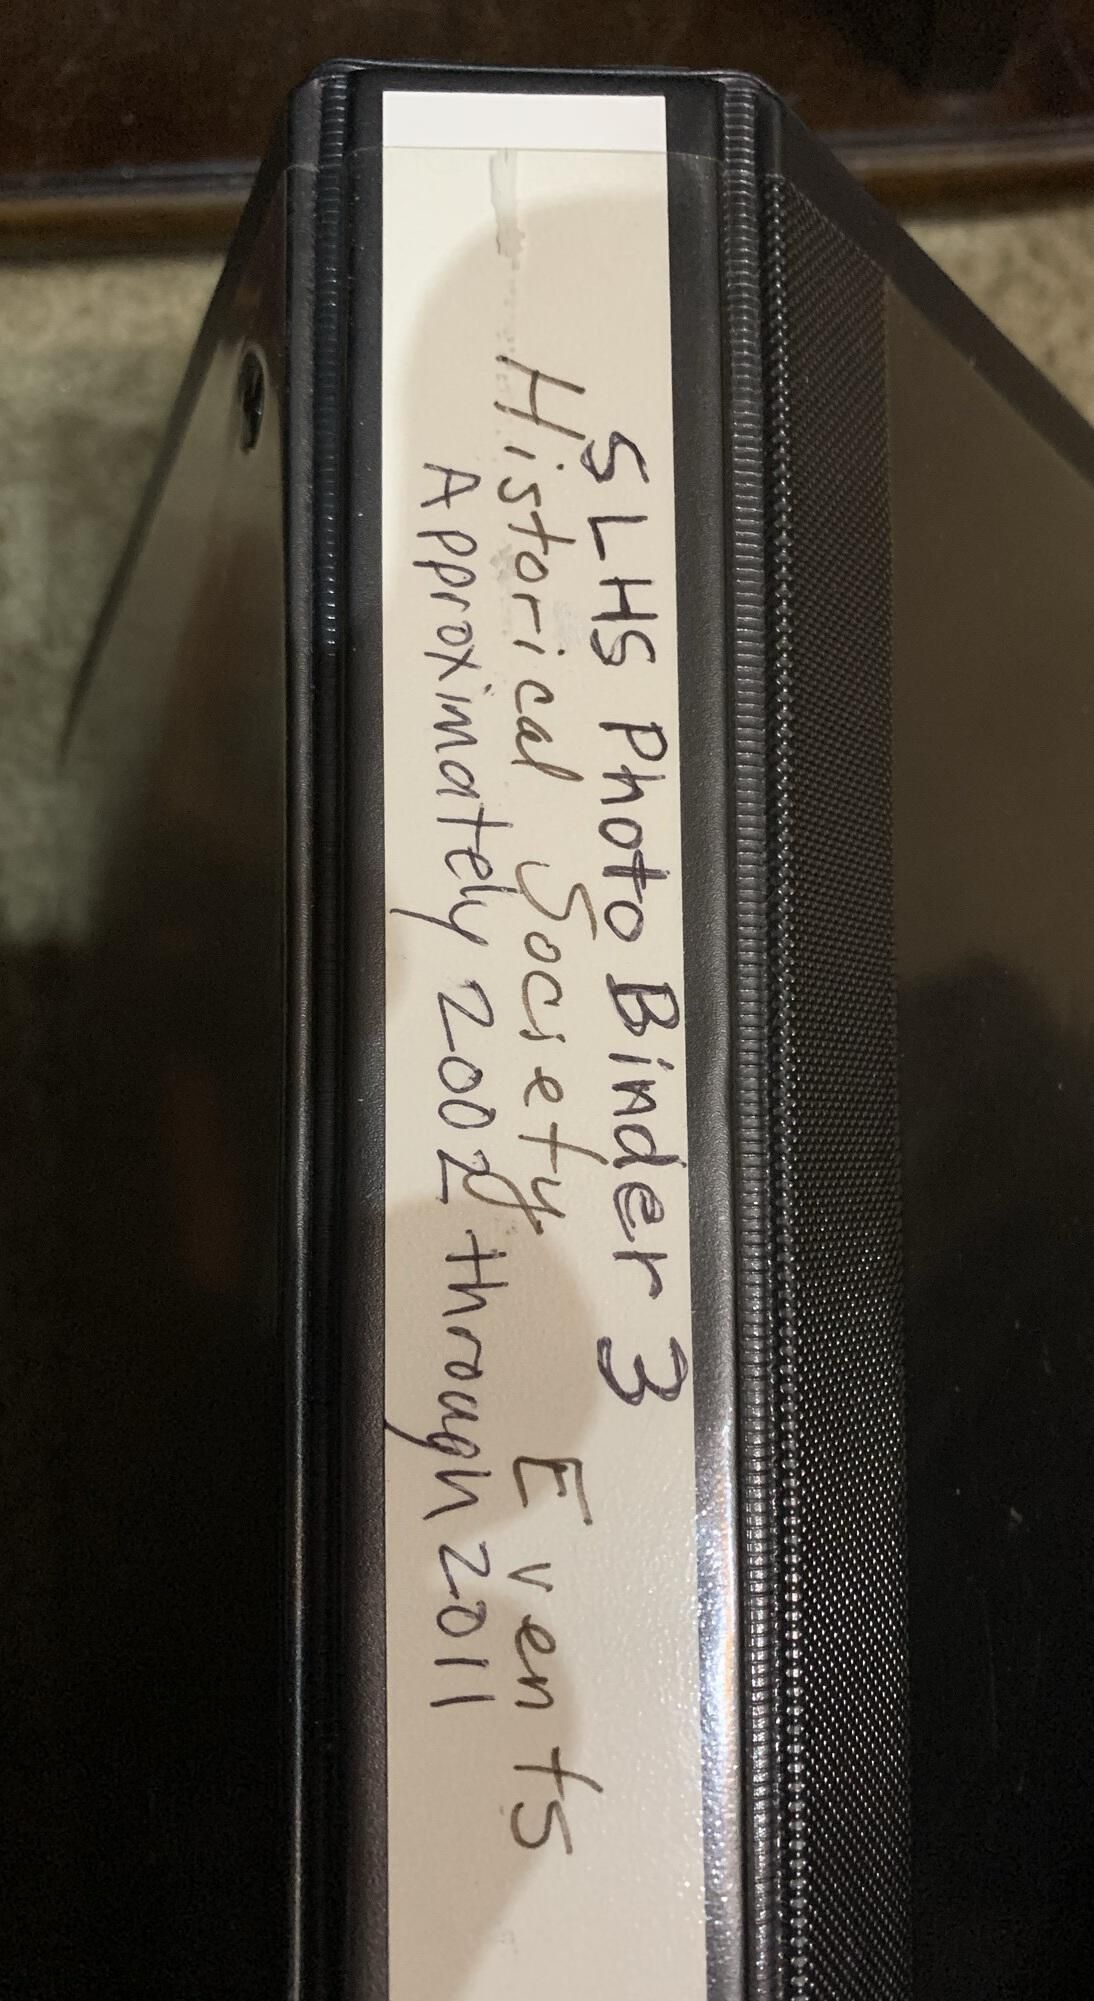 SLHS Photo Binder 3
Historical Society Events
Approximately 2002 through 2011